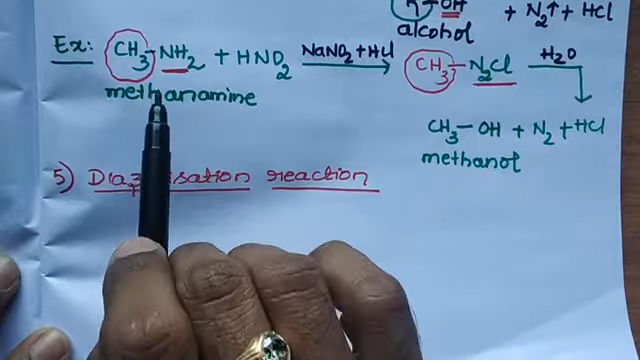 R-OH + N₂↑ + HCl
alcohol
Ex: CH₃-NH₂ + HNO₂ NaNO₂+HCl CH₃-N₂Cl H₂O
methanamine
CH₃-OH + N₂ + HCl
methanol
5) reaction